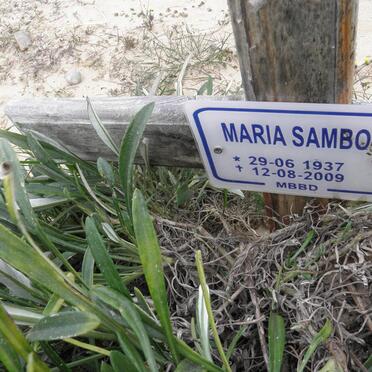 MARIA SAMBO
* 29-06 1937
✝ 12-08-2009
MBBD